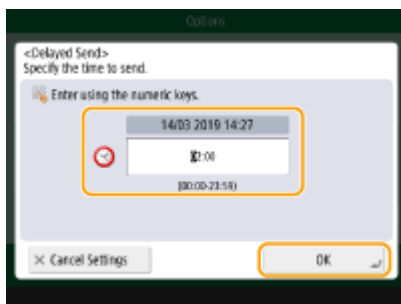 Options
<Delayed Send>
Specify the time to send.
Enter using the numeric keys.
14/03 2019 14:27
:00
(00:00-23:59)
× Cancel Settings
OK